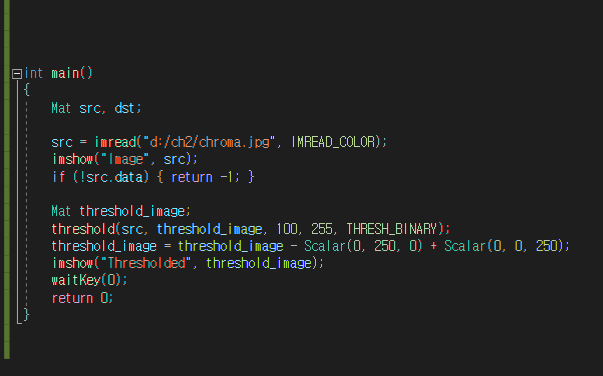 int main()
{
Mat src, dst;
src = imread("d:/ch2/chroma.jpg", IMREAD_COLOR);
imshow("Image", src);
if (!src.data) { return -1; }
Mat threshold_image;
threshold(src, threshold_image, 100, 255, THRESH_BINARY);
threshold_image = threshold_image - Scalar(0, 250, 0) + Scalar(0, 0, 250);
imshow("Thresholded", threshold_image);
waitKey(0);
return 0;
}